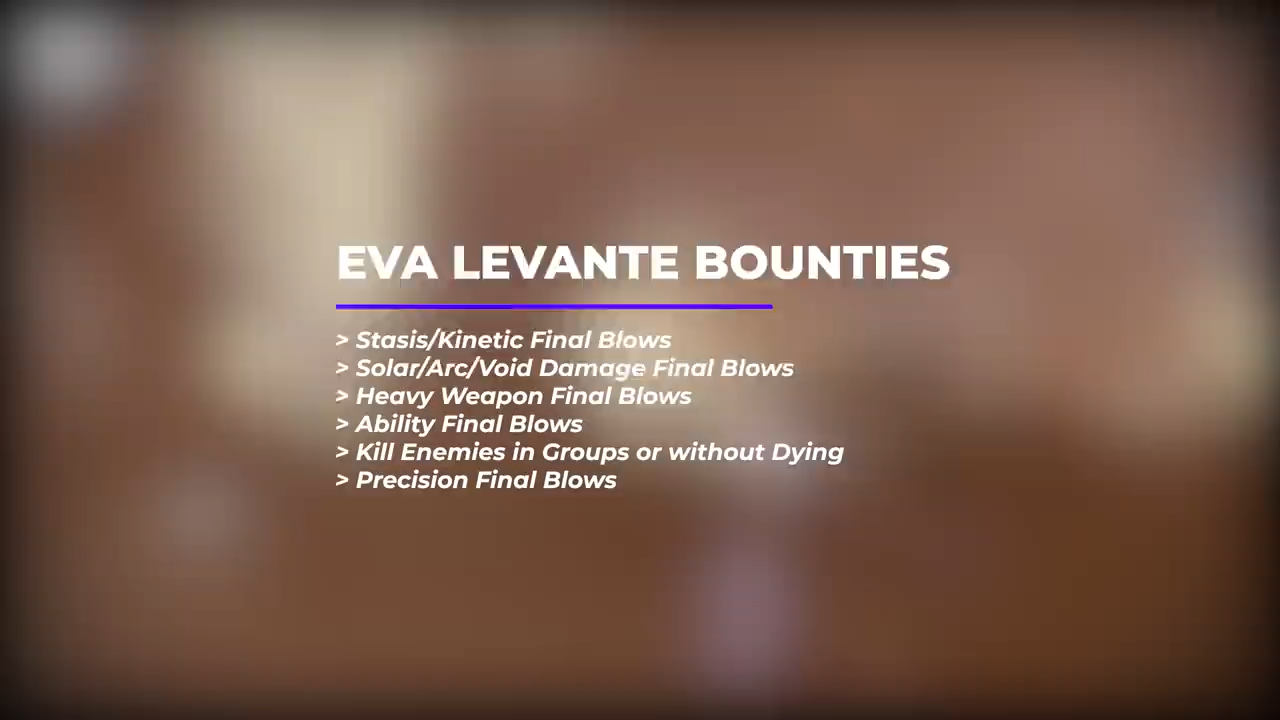 EVA LEVANTE BOUNTIES
> Stasis/Kinetic Final Blows
> Solar/Arc/Void Damage Final Blows
> Heavy Weapon Final Blows
> Ability Final Blows
> Kill Enemies in Groups or without Dying
> Precision Final Blows